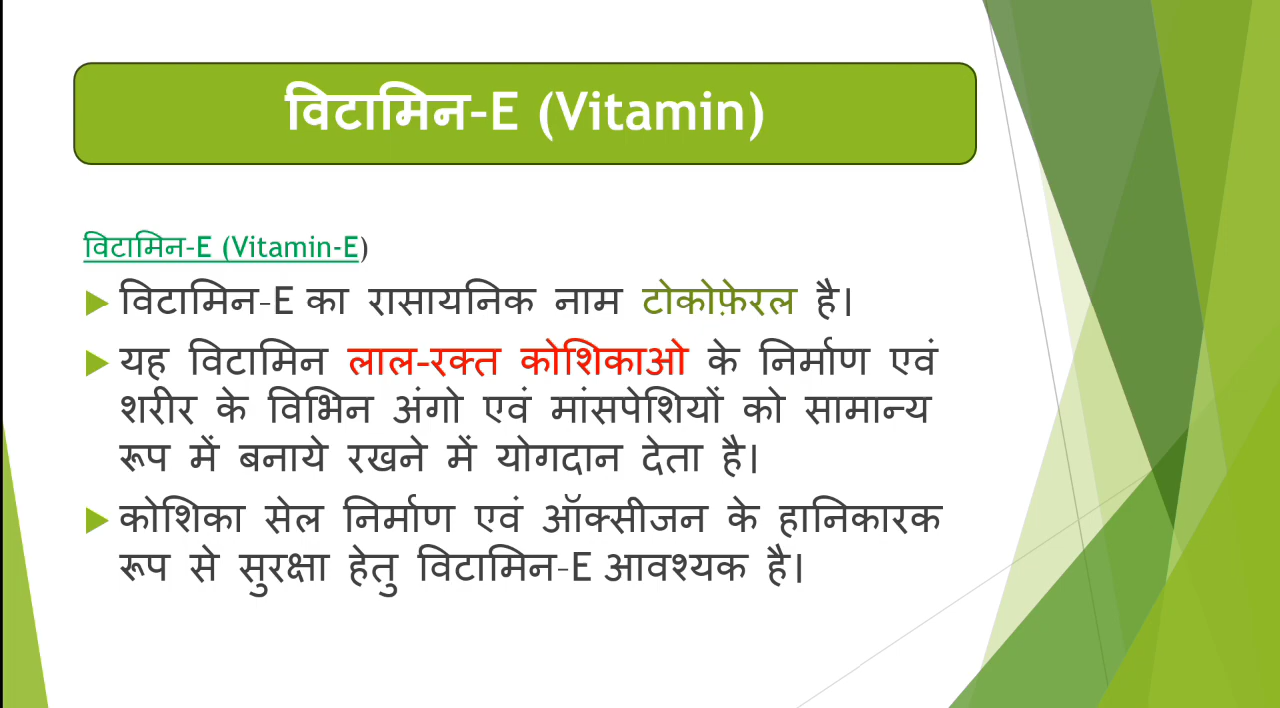 विटामिन-E (Vitamin)
विटामिन-E (Vitamin-E)
विटामिन-E का रासायनिक नाम टोकोफ़ेरल है।
यह विटामिन लाल-रक्त कोशिकाओ के निर्माण एवं
शरीर के विभिन अंगो एवं मांसपेशियों को सामान्य
रूप में बनाये रखने में योगदान देता है।
कोशिका सेल निर्माण एवं ऑक्सीजन के हानिकारक
रूप से सुरक्षा हेतु विटामिन-E आवश्यक है।